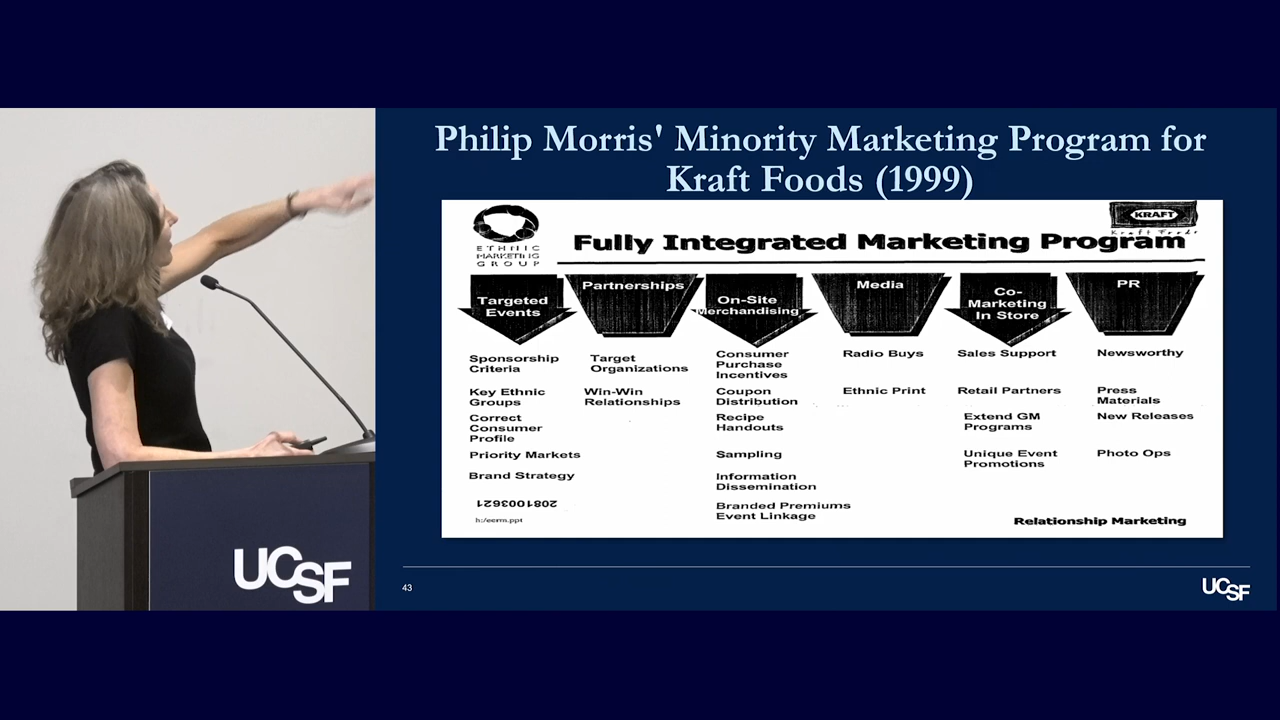 Philip Morris' Minority Marketing Program for
Kraft Foods (1999)
ETHNIC
MARKETING
GROUP
KRAFT
Kraft Foods
Fully Integrated Marketing Program
Targeted
Events
Sponsorship
Criteria
Key Ethnic
Groups
Correct
Consumer
Profile
Priority Markets
Brand Strategy
Partnerships
Target
Organizations
Win-Win
Relationships
On-Site
Merchandising
Consumer
Purchase
Incentives
Coupon
Distribution
Recipe
Handouts
Sampling
Information
Dissemination
Branded Premiums
Event Linkage
Media
Radio Buys
Ethnic Print
Co-
Marketing
In Store
Sales Support
Retail Partners
Extend GM
Programs
Unique Event
Promotions
PR
Newsworthy
Press
Materials
New Releases
Photo Ops
2081003621
h:/eerm.ppt
Relationship Marketing
43
UCSF
UCSF